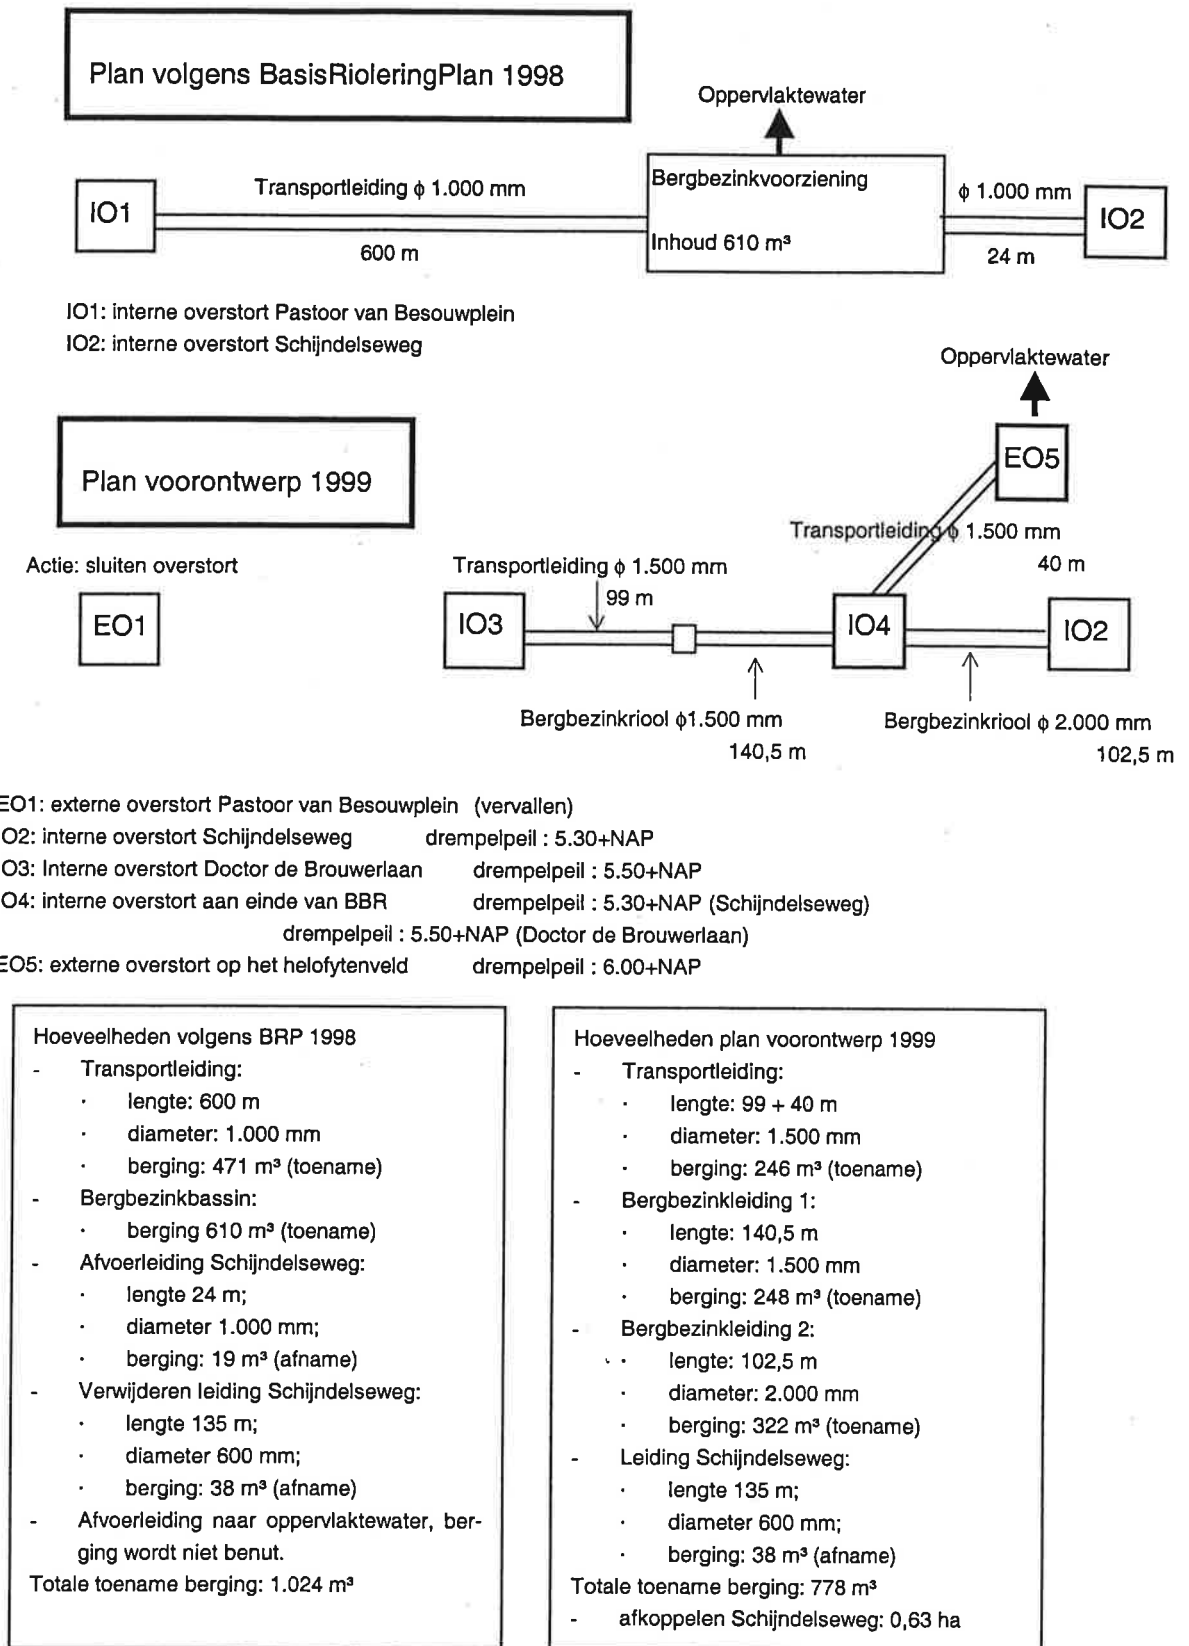 Plan volgens BasisRioleringPlan 1998
Oppervlaktewater
Transportleiding ϕ 1.000 mm
Bergbezinkvoorziening
ϕ 1.000 mm
IO1
IO2
600 m
Inhoud 610 m³
24 m
IO1: interne overstort Pastoor van Besouwplein
IO2: interne overstort Schijndelseweg
Oppervlaktewater
Plan voorontwerp 1999
EO5
Transportleiding ϕ 1.500 mm
40 m
Actie: sluiten overstort
Transportleiding ϕ 1.500 mm
99 m
EO1
IO3
IO4
IO2
Bergbezinkriool ϕ1.500 mm
140,5 m
Bergbezinkriool ϕ 2.000 mm
102,5 m
EO1: externe overstort Pastoor van Besouwplein (vervallen)
O2: interne overstort Schijndelseweg drempelpeil : 5.30+NAP
O3: Interne overstort Doctor de Brouwerlaan drempelpeil : 5.50+NAP
O4: interne overstort aan einde van BBR drempelpeil : 5.30+NAP (Schijndelseweg)
drempelpeil : 5.50+NAP (Doctor de Brouwerlaan)
EO5: externe overstort op het helofytenveld drempelpeil : 6.00+NAP
Hoeveelheden volgens BRP 1998
- Transportleiding:
· lengte: 600 m
· diameter: 1.000 mm
· berging: 471 m³ (toename)
- Bergbezinkbassin:
· berging 610 m³ (toename)
- Afvoerleiding Schijndelseweg:
· lengte 24 m;
· diameter 1.000 mm;
· berging: 19 m³ (afname)
- Verwijderen leiding Schijndelseweg:
· lengte 135 m;
· diameter 600 mm;
· berging: 38 m³ (afname)
- Afvoerleiding naar oppervlaktewater, ber-
ging wordt niet benut.
Totale toename berging: 1.024 m³
Hoeveelheden plan voorontwerp 1999
- Transportleiding:
· lengte: 99 + 40 m
· diameter: 1.500 mm
· berging: 246 m³ (toename)
- Bergbezinkleiding 1:
· lengte: 140,5 m
· diameter: 1.500 mm
· berging: 248 m³ (toename)
- Bergbezinkleiding 2:
· lengte: 102,5 m
· diameter: 2.000 mm
· berging: 322 m³ (toename)
- Leiding Schijndelseweg:
· lengte 135 m;
· diameter 600 mm;
· berging: 38 m³ (afname)
Totale toename berging: 778 m³
- afkoppelen Schijndelseweg: 0,63 ha